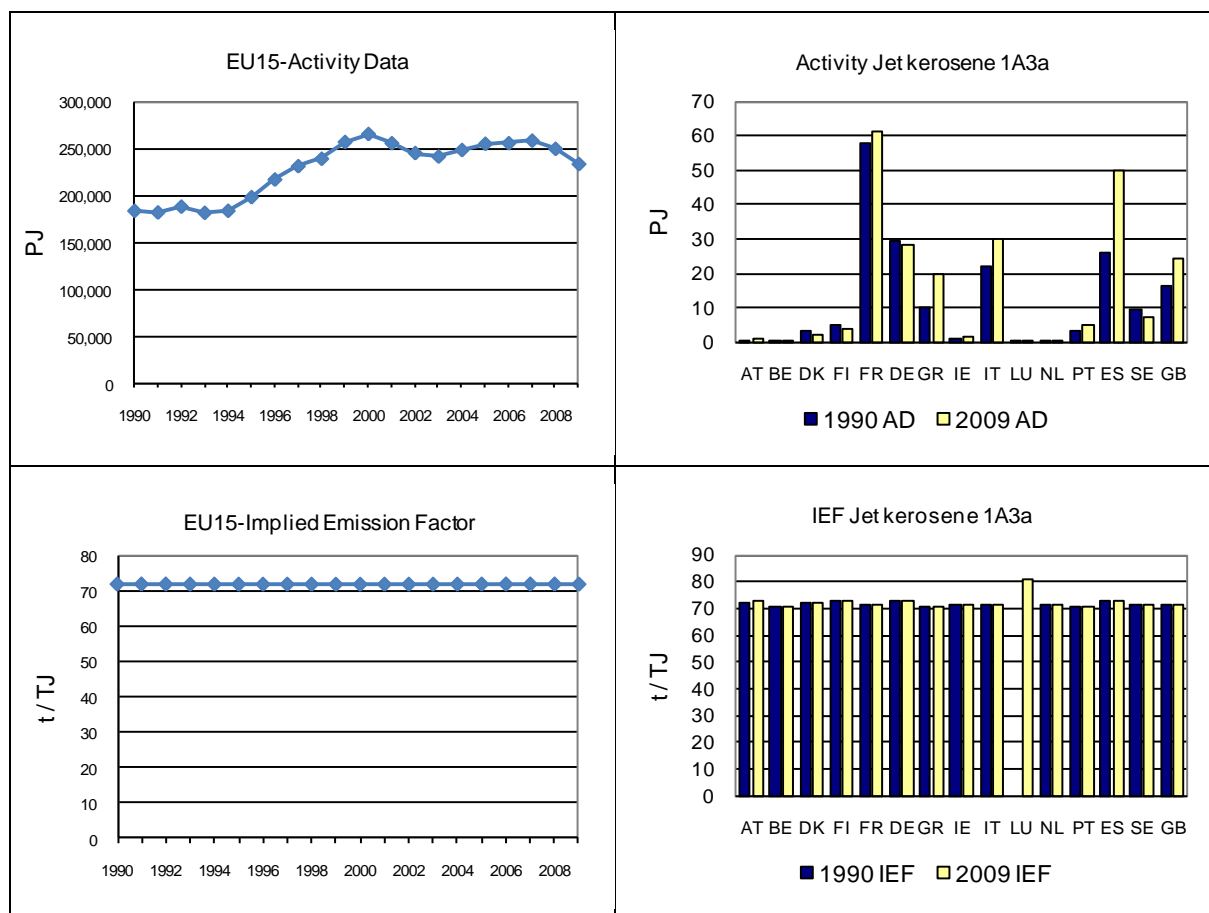 EU15-Activity Data
300,000
250,000
200,000
150,000
100,000
50,000
0
PJ
1990 1992 1994 1996 1998 2000 2002 2004 2006 2008
Activity Jet kerosene 1A3a
70
60
50
40
30
20
10
0
PJ
AT BE DK FI FR DE GR IE IT LU NL PT ES SE GB
1990 AD 2009 AD
EU15-Implied Emission Factor
80
70
60
50
40
30
20
10
0
t / TJ
1990 1992 1994 1996 1998 2000 2002 2004 2006 2008
IEF Jet kerosene 1A3a
90
80
70
60
50
40
30
20
10
0
t / TJ
AT BE DK FI FR DE GR IE IT LU NL PT ES SE GB
1990 IEF 2009 IEF